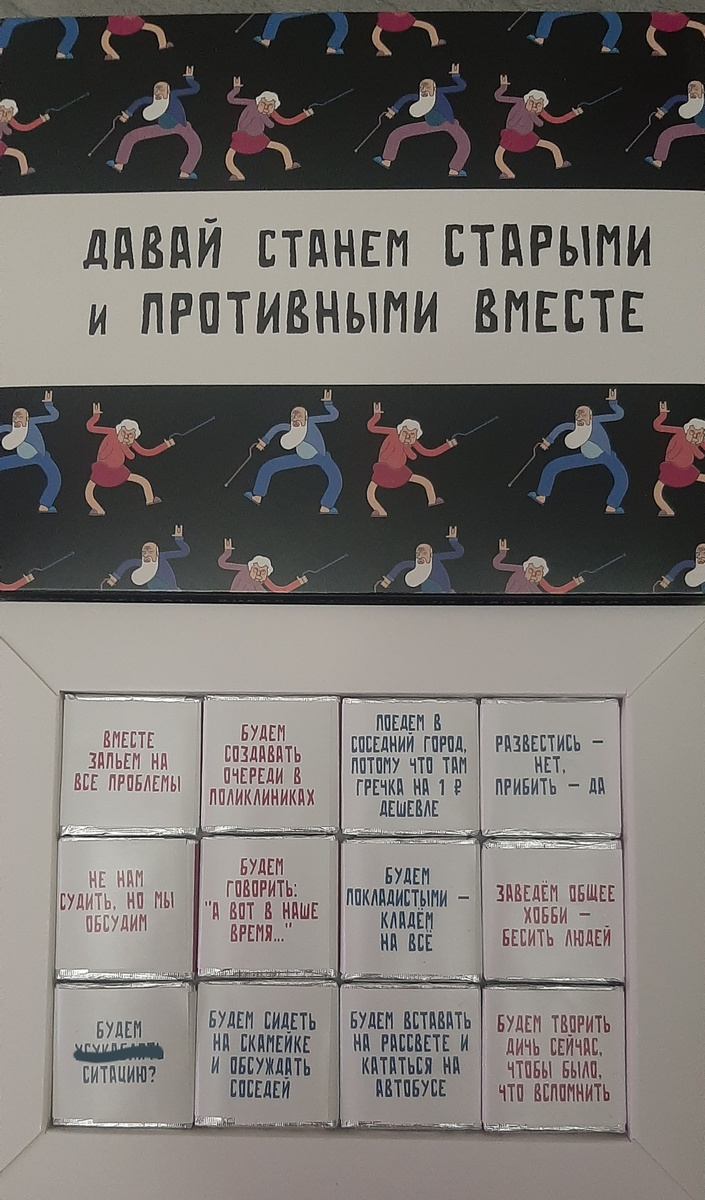 ДАВАЙ СТАНЕМ СТАРЫМИ
И ПРОТИВНЫМИ ВМЕСТЕ
ВМЕСТЕ
ЗАПЬЕМ НА
ВСЕ ПРОБЛЕМЫ
БУДЕМ
СОЗДАВАТЬ
ОЧЕРЕДИ В
ПОЛИКЛИНИКАХ
ПОЕДЕМ В
СОСЕДНИЙ ГОРОД,
ПОТОМУ ЧТО ТАМ
ГРЕЧКА НА 1 ₽
ДЕШЕВЛЕ
РАЗВЕСТИСЬ –
НЕТ,
ПРИБИТЬ – ДА
НЕ НАМ
СУДИТЬ, НО МЫ
ОБСУДИМ
БУДЕМ
ГОВОРИТЬ:
"А ВОТ В НАШЕ
ВРЕМЯ..."
БУДЕМ
ПОКЛАДИСТЫМИ –
КЛАДЁМ
НА ВСЁ
ЗАВЕДЁМ ОБЩЕЕ
ХОББИ –
БЕСИТЬ ЛЮДЕЙ
БУДЕМ
СИТАЦИЮ?
БУДЕМ СИДЕТЬ
НА СКАМЕЙКЕ
И ОБСУЖДАТЬ
СОСЕДЕЙ
БУДЕМ ВСТАВАТЬ
НА РАССВЕТЕ И
КАТАТЬСЯ НА
АВТОБУСЕ
БУДЕМ ТВОРИТЬ
ДИЧЬ СЕЙЧАС,
ЧТОБЫ БЫЛО,
ЧТО ВСПОМНИТЬ